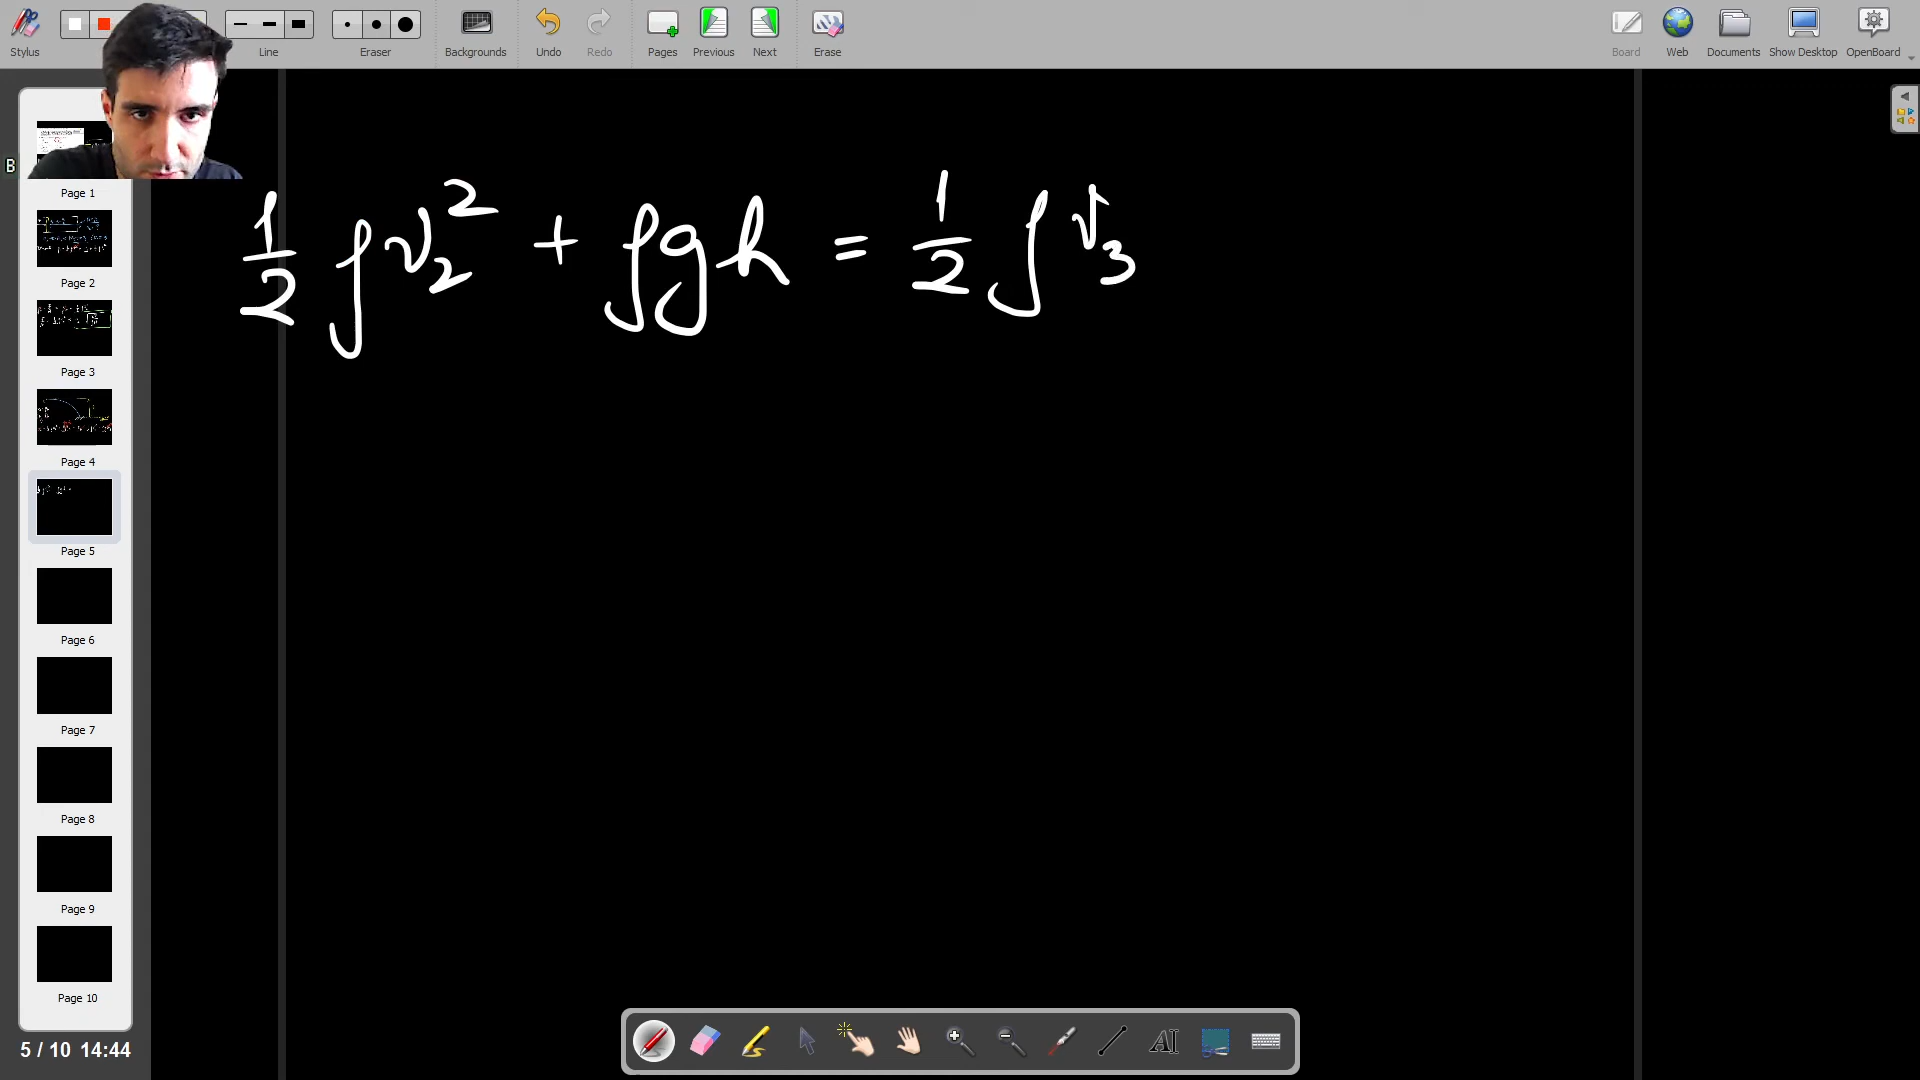 Stylus Line Eraser Backgrounds Undo Redo Pages Previous Next Erase Board Web Documents Show Desktop OpenBoard
B
Page 1
Page 2
Page 3
Page 4
Page 5
Page 6
Page 7
Page 8
Page 9
Page 10
5 / 10 14:44
½ ρv₂² + ρgh = ½ ρv₃
AI